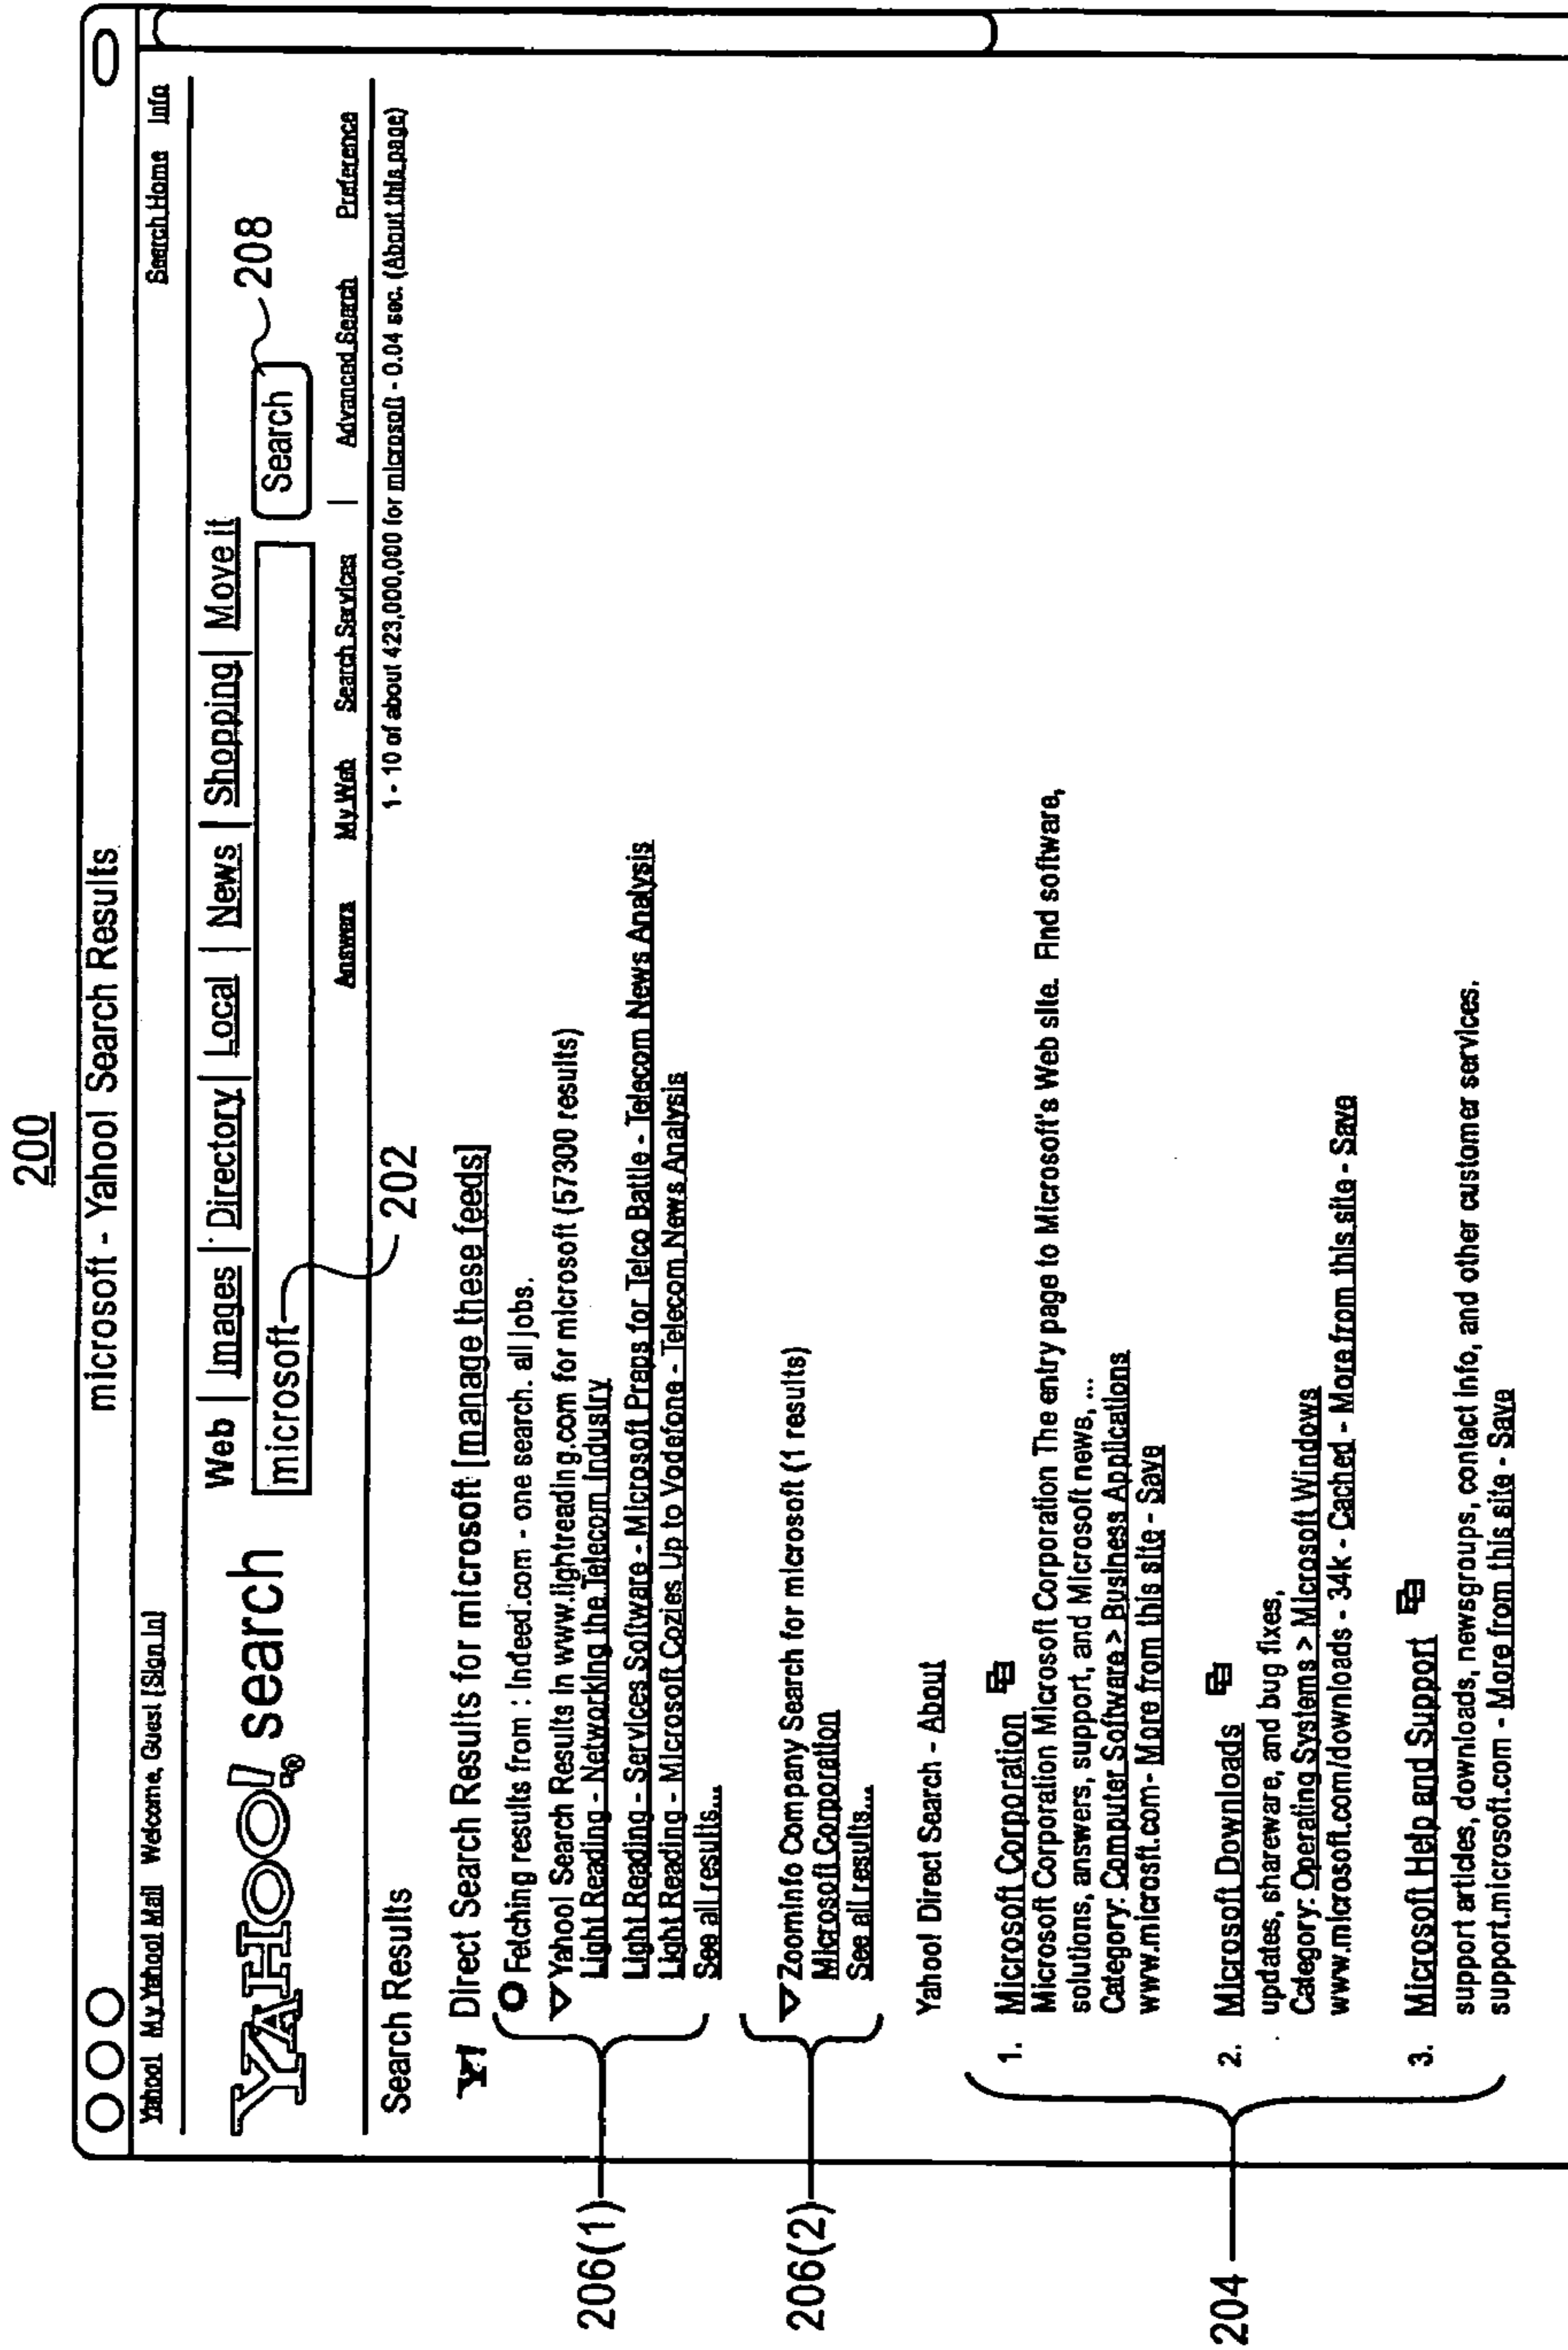 200
microsoft - Yahoo! Search Results
Yahoo! My Yahoo! Mail Welcome, Guest [Sign In] Search Home Info
YAHOO!® search
Web | Images | Directory | Local | News | Shopping | Move it
microsoft Search 208
Answers My Web Search Services | Advanced Search Preference
202
Search Results 1 - 10 of about 423,000,000 for microsoft - 0.04 sec. (About this page)
Y! Direct Search Results for microsoft [manage these feeds]
Fetching results from : Indeed.com - one search. all jobs.
206(1)
Yahoo! Search Results in www.lightreading.com for microsoft (57300 results)
Light Reading - Networking the Telecom Industry
Light Reading - Services Software - Microsoft Preps for Telco Battle - Telecom News Analysis
Light Reading - Microsoft Cozies Up to Vodefone - Telecom News Analysis
See all results...
206(2)
ZoomInfo Company Search for microsoft (1 results)
Microsoft Corporation
See all results...
Yahoo! Direct Search - About
204
1. Microsoft Corporation
Microsoft Corporation Microsoft Corporation The entry page to Microsoft's Web site. Find software,
solutions, answers, support, and Microsoft news, ...
Category: Computer Software > Business Applications
www.microsft.com- More from this site - Save
2. Microsoft Downloads
updates, shareware, and bug fixes,
Category: Operating Systems > Microsoft Windows
www.microsoft.com/downloads - 34k - Cached - More from this site - Save
3. Microsoft Help and Support
support articles, downloads, newsgroups, contact info, and other customer services.
support.microsoft.com - More from this site - Save